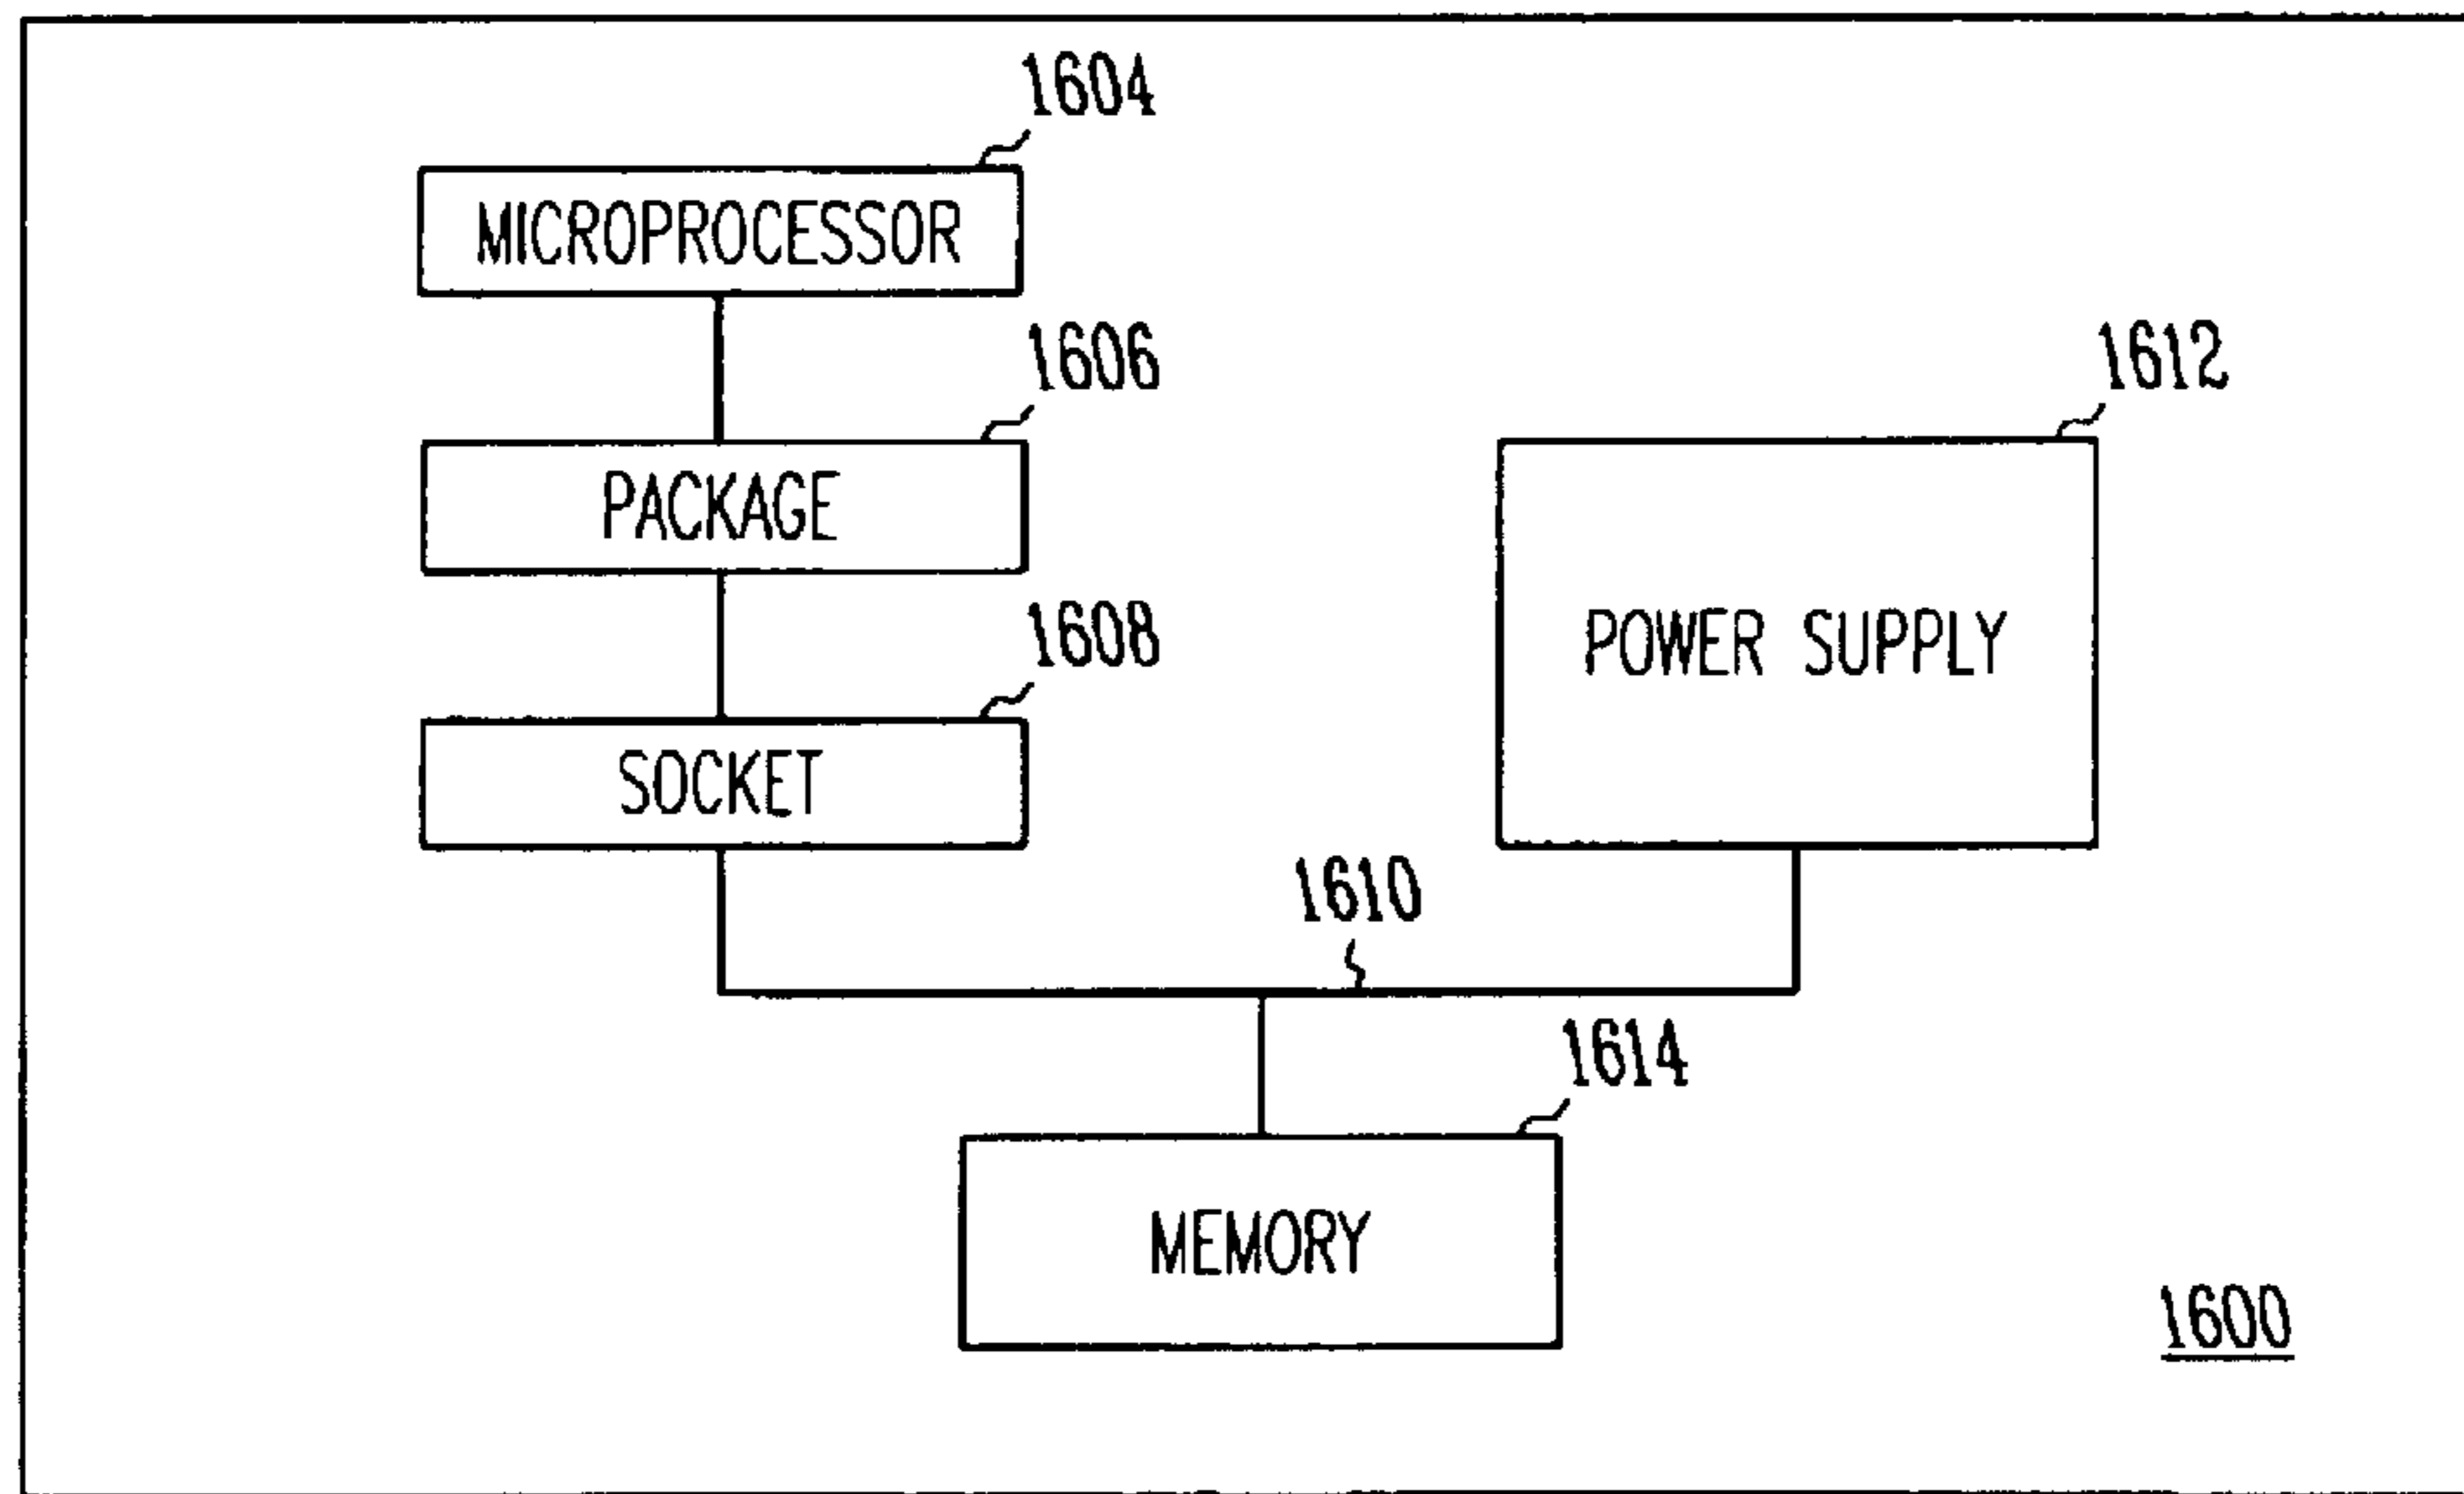 1604
MICROPROCESSOR
1606
PACKAGE
1612
1608
POWER SUPPLY
SOCKET
1610
1614
MEMORY
1600